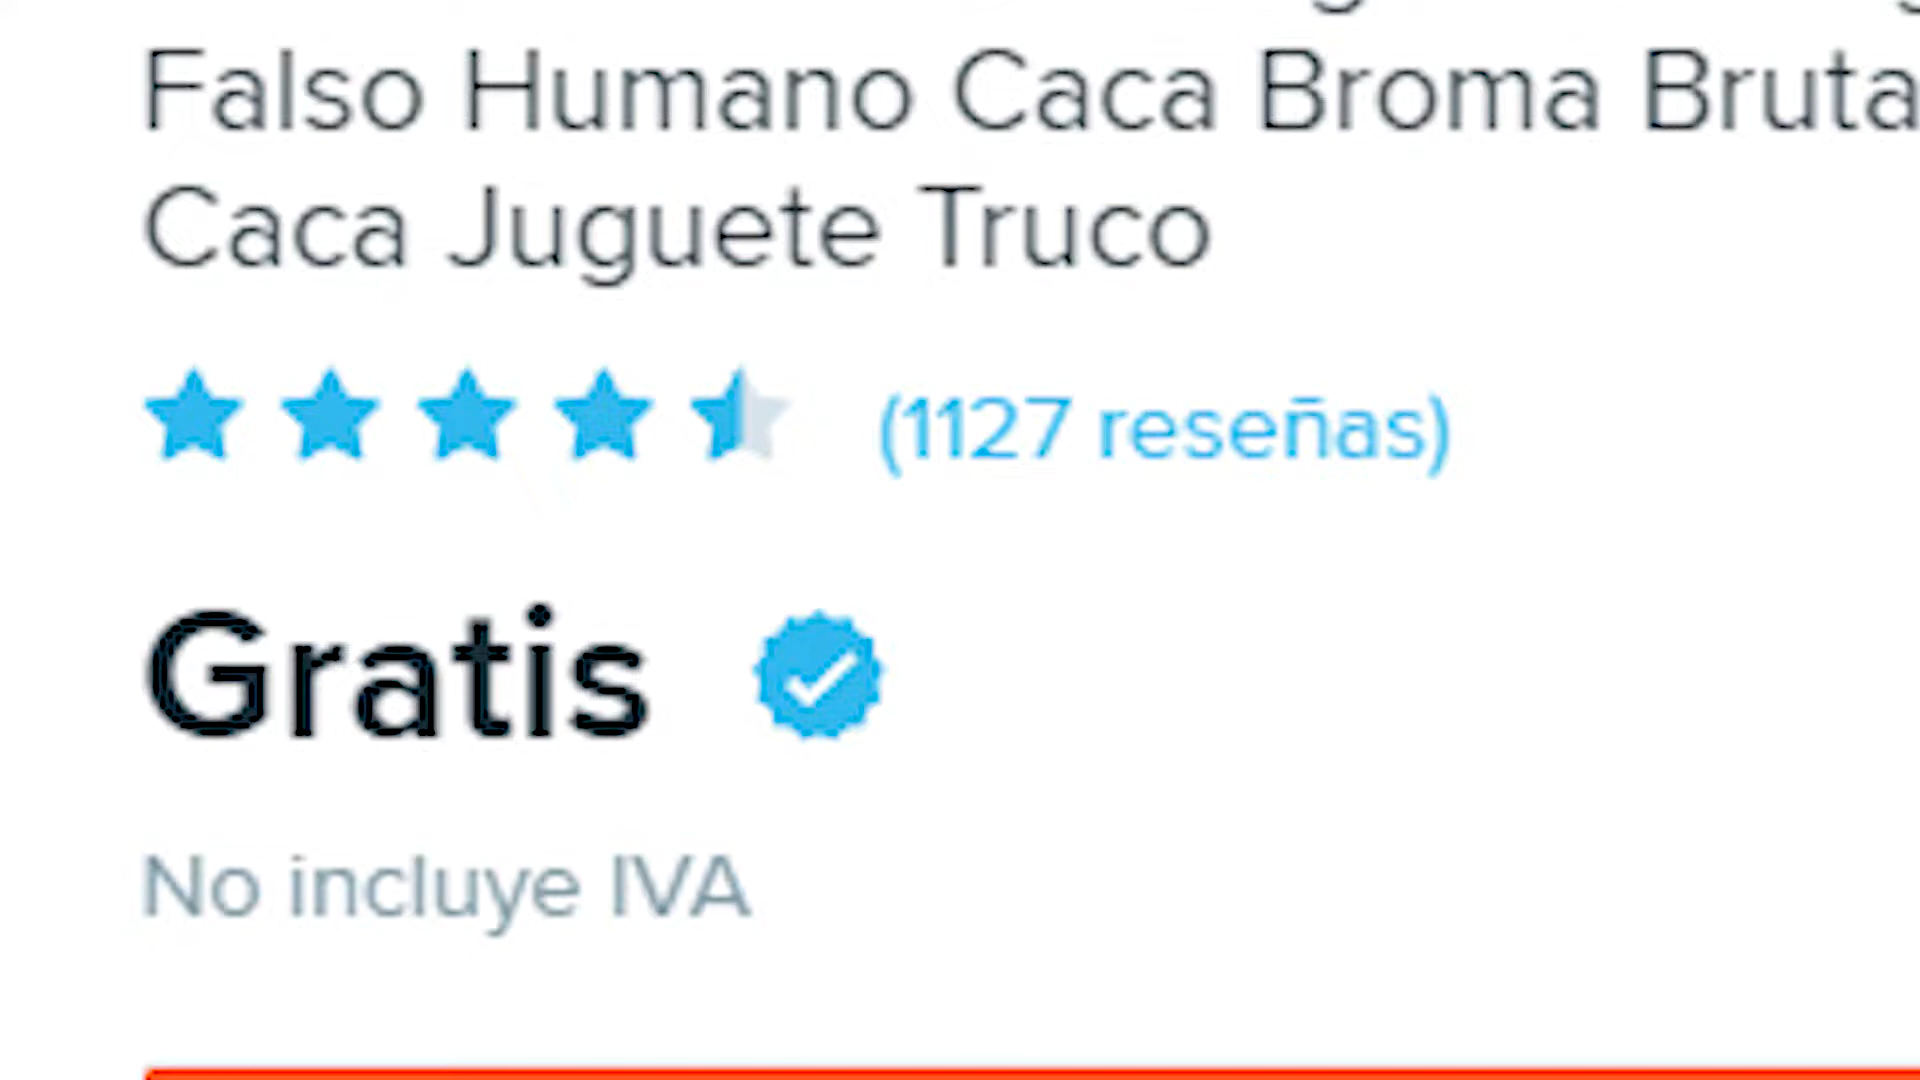 Falso Humano Caca Broma Bruta
Caca Juguete Truco
(1127 reseñas)
Gratis
No incluye IVA